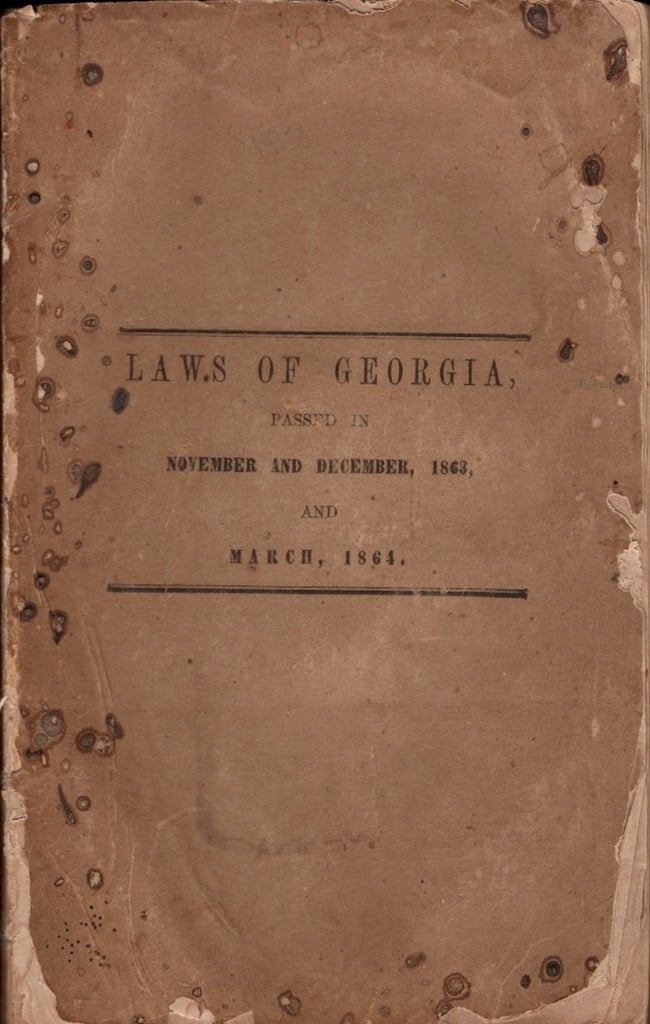 LAWS OF GEORGIA,
PASSED IN
NOVEMBER AND DECEMBER, 1863,
AND
MARCH, 1864.